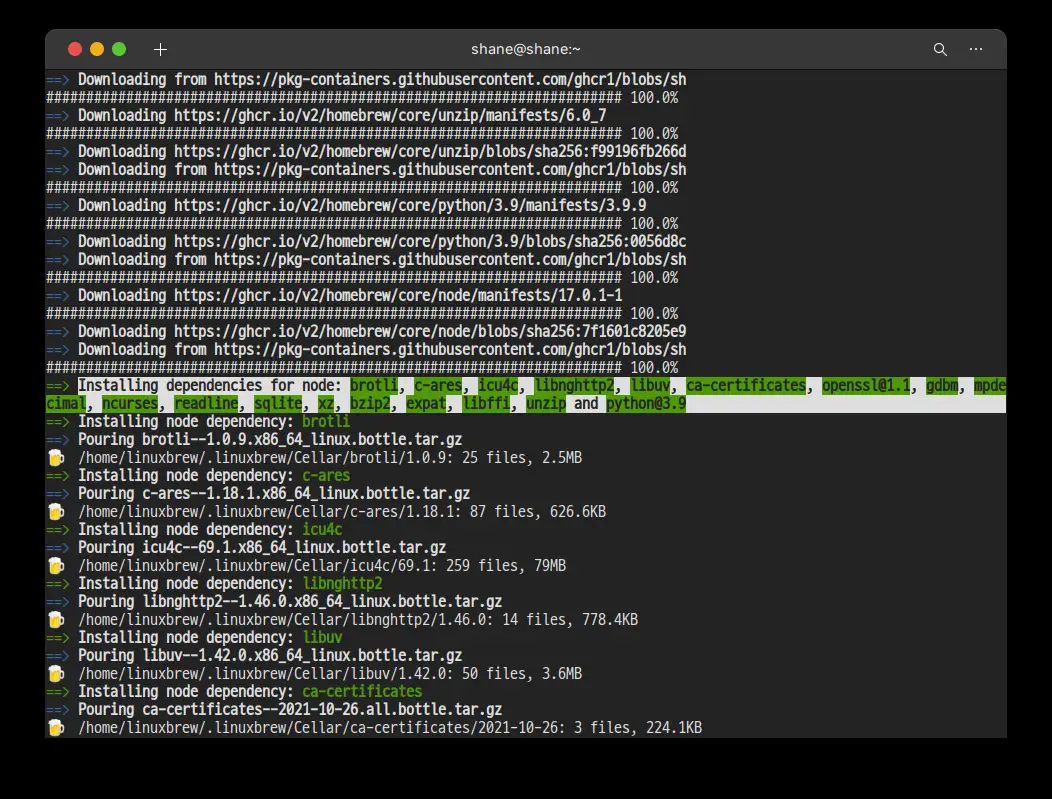 shane@shane:~
==> Downloading from https://pkg-containers.githubusercontent.com/ghcr1/blobs/sh
######################################################################## 100.0%
==> Downloading https://ghcr.io/v2/homebrew/core/unzip/manifests/6.0_7
######################################################################## 100.0%
==> Downloading https://ghcr.io/v2/homebrew/core/unzip/blobs/sha256:f99196fb266d
==> Downloading from https://pkg-containers.githubusercontent.com/ghcr1/blobs/sh
######################################################################## 100.0%
==> Downloading https://ghcr.io/v2/homebrew/core/python/3.9/manifests/3.9.9
######################################################################## 100.0%
==> Downloading https://ghcr.io/v2/homebrew/core/python/3.9/blobs/sha256:0056d8c
==> Downloading from https://pkg-containers.githubusercontent.com/ghcr1/blobs/sh
######################################################################## 100.0%
==> Downloading https://ghcr.io/v2/homebrew/core/node/manifests/17.0.1-1
######################################################################## 100.0%
==> Downloading https://ghcr.io/v2/homebrew/core/node/blobs/sha256:7f1601c8205e9
==> Downloading from https://pkg-containers.githubusercontent.com/ghcr1/blobs/sh
######################################################################## 100.0%
==> Installing dependencies for node: brotli, c-ares, icu4c, libnghttp2, libuv, ca-certificates, openssl@1.1, gdbm, mpde
cimal, ncurses, readline, sqlite, xz, bzip2, expat, libffi, unzip and python@3.9
==> Installing node dependency: brotli
==> Pouring brotli--1.0.9.x86_64_linux.bottle.tar.gz
🍺 /home/linuxbrew/.linuxbrew/Cellar/brotli/1.0.9: 25 files, 2.5MB
==> Installing node dependency: c-ares
==> Pouring c-ares--1.18.1.x86_64_linux.bottle.tar.gz
🍺 /home/linuxbrew/.linuxbrew/Cellar/c-ares/1.18.1: 87 files, 626.6KB
==> Installing node dependency: icu4c
==> Pouring icu4c--69.1.x86_64_linux.bottle.tar.gz
🍺 /home/linuxbrew/.linuxbrew/Cellar/icu4c/69.1: 259 files, 79MB
==> Installing node dependency: libnghttp2
==> Pouring libnghttp2--1.46.0.x86_64_linux.bottle.tar.gz
🍺 /home/linuxbrew/.linuxbrew/Cellar/libnghttp2/1.46.0: 14 files, 778.4KB
==> Installing node dependency: libuv
==> Pouring libuv--1.42.0.x86_64_linux.bottle.tar.gz
🍺 /home/linuxbrew/.linuxbrew/Cellar/libuv/1.42.0: 50 files, 3.6MB
==> Installing node dependency: ca-certificates
==> Pouring ca-certificates--2021-10-26.all.bottle.tar.gz
🍺 /home/linuxbrew/.linuxbrew/Cellar/ca-certificates/2021-10-26: 3 files, 224.1KB